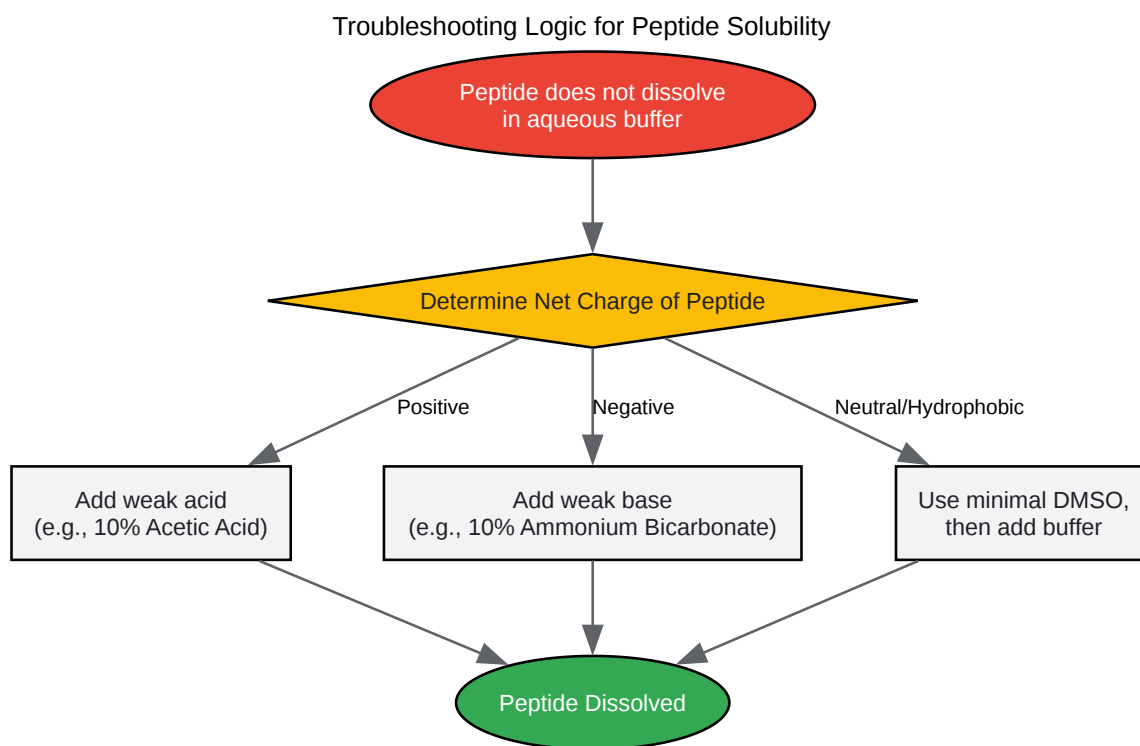 Troubleshooting Logic for Peptide Solubility
Peptide does not dissolve
in aqueous buffer
Determine Net Charge of Peptide
Positive
Negative
Neutral/Hydrophobic
Add weak acid
(e.g., 10% Acetic Acid)
Add weak base
(e.g., 10% Ammonium Bicarbonate)
Use minimal DMSO,
then add buffer
Peptide Dissolved